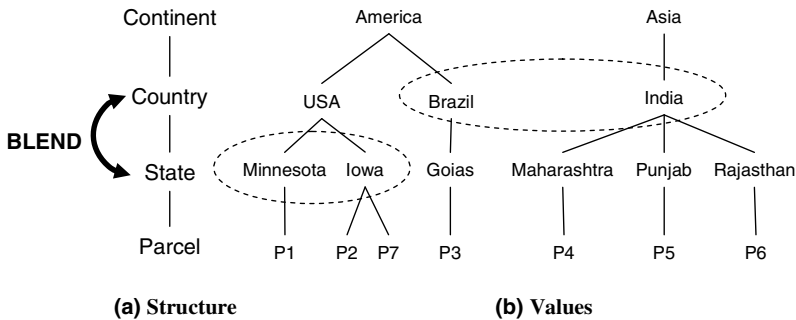 Continent America Asia
Country USA Brazil India
BLEND
State Minnesota Iowa Goias Maharashtra Punjab Rajasthan
Parcel P1 P2 P7 P3 P4 P5 P6
(a) Structure (b) Values